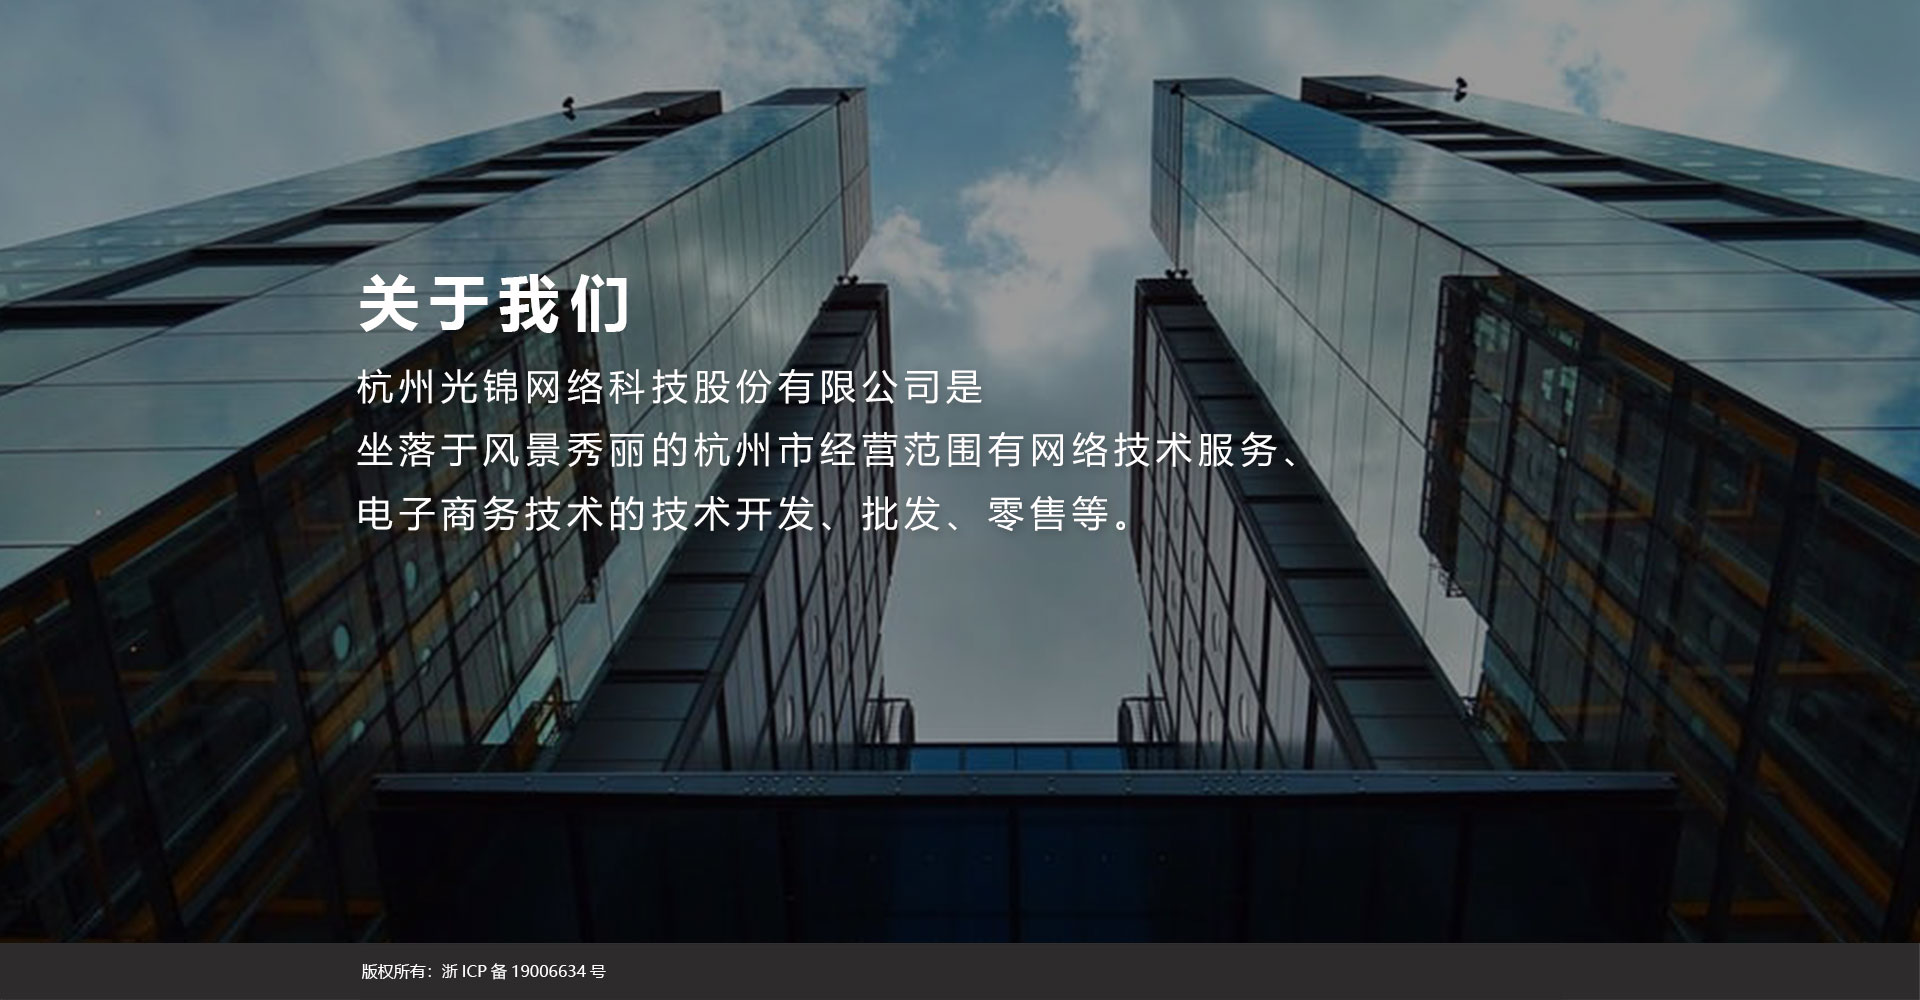 关于我们
杭州光锦网络科技股份有限公司是
坐落于风景秀丽的杭州市经营范围有网络技术服务、
电子商务技术的技术开发、批发、零售等。
版权所有：浙 ICP 备 19006634 号